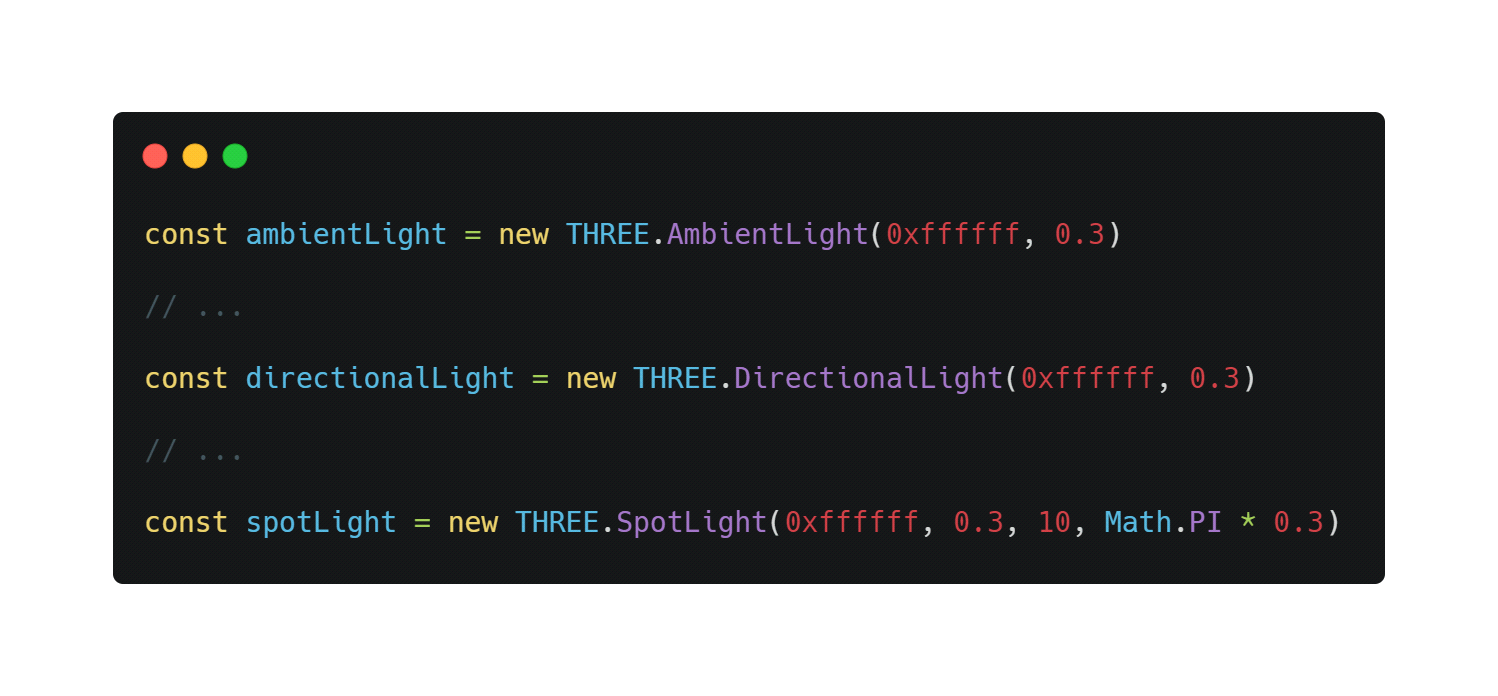 const ambientLight = new THREE.AmbientLight(0xffffff, 0.3)
// ...
const directionalLight = new THREE.DirectionalLight(0xffffff, 0.3)
// ...
const spotLight = new THREE.SpotLight(0xffffff, 0.3, 10, Math.PI * 0.3)